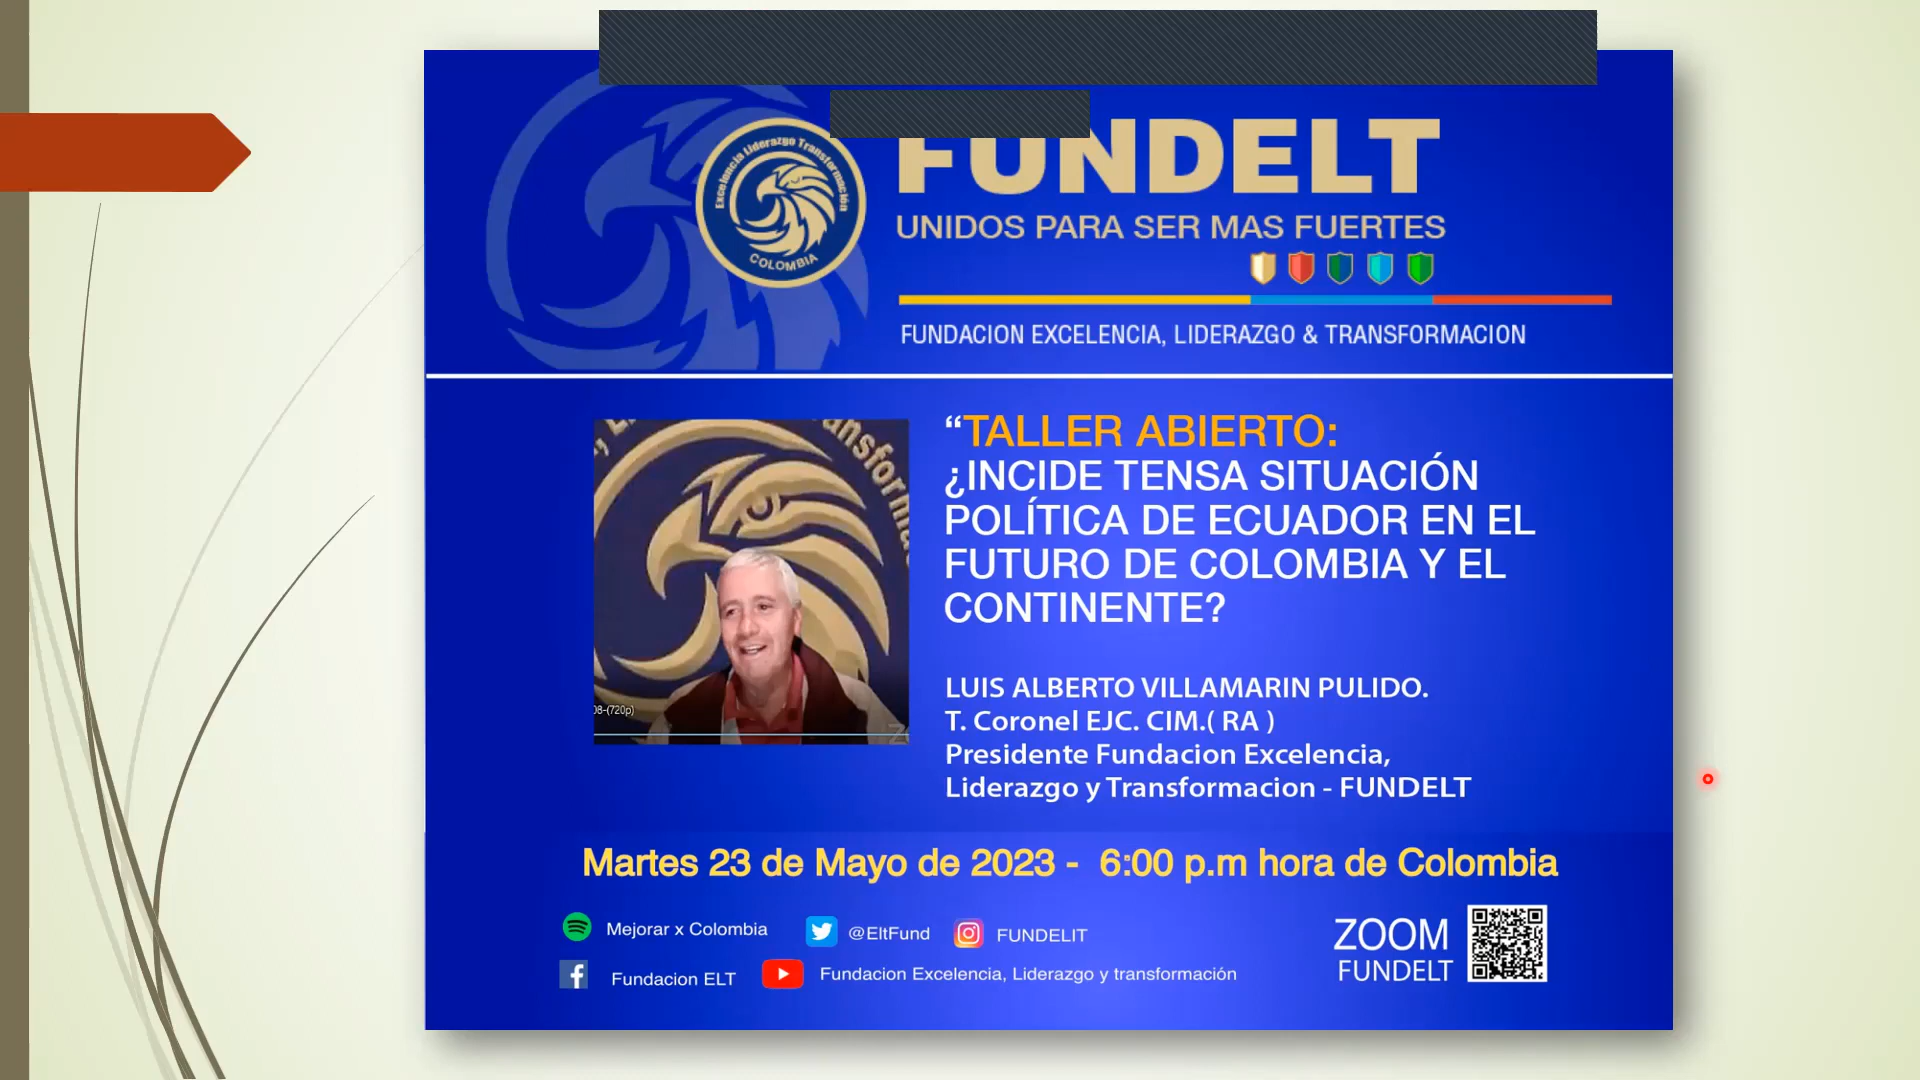 Excelencia Liderazgo Transformación
COLOMBIA
FUNDELT
UNIDOS PARA SER MAS FUERTES
FUNDACION EXCELENCIA, LIDERAZGO & TRANSFORMACION
“TALLER ABIERTO:
¿INCIDE TENSA SITUACIÓN
POLÍTICA DE ECUADOR EN EL
FUTURO DE COLOMBIA Y EL
CONTINENTE?
08-(720p)
LUIS ALBERTO VILLAMARIN PULIDO.
T. Coronel EJC. CIM.( RA )
Presidente Fundacion Excelencia,
Liderazgo y Transformacion - FUNDELT
Martes 23 de Mayo de 2023 - 6:00 p.m hora de Colombia
Mejorar x Colombia
@EltFund
FUNDELIT
Fundacion ELT
Fundacion Excelencia, Liderazgo y transformación
ZOOM
FUNDELT